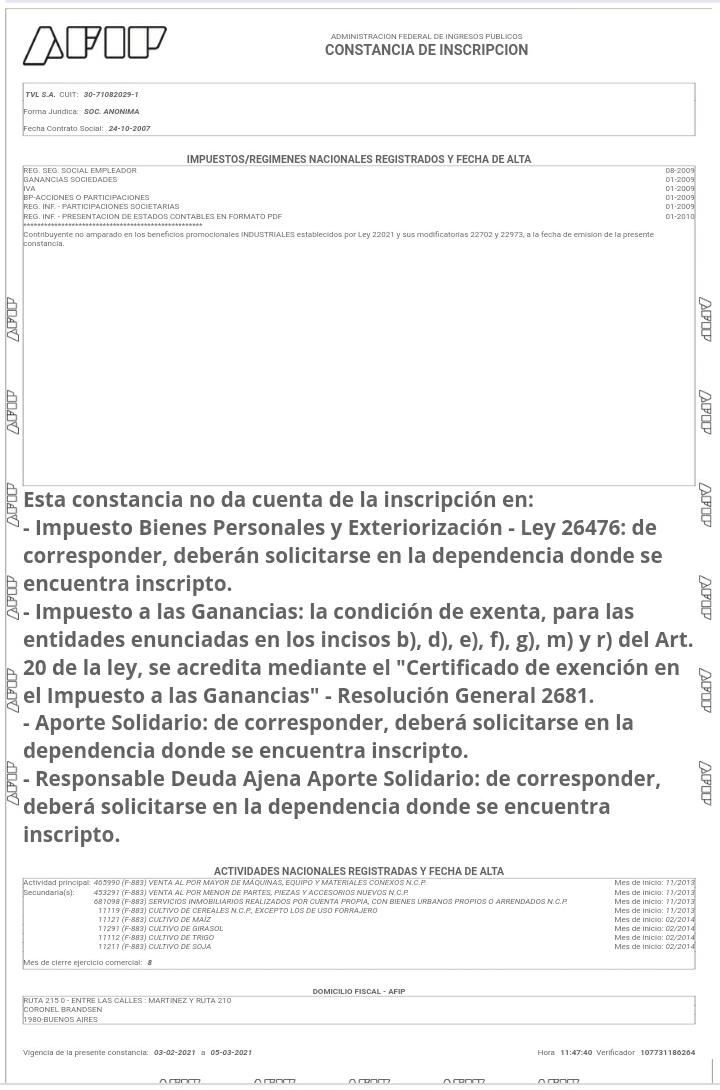 AFIP
ADMINISTRACION FEDERAL DE INGRESOS PUBLICOS
CONSTANCIA DE INSCRIPCION
TVL S.A. CUIT: 30-71082029-1
Forma Jurídica: SOC. ANONIMA
Fecha Contrato Social: 24-10-2007
IMPUESTOS/REGIMENES NACIONALES REGISTRADOS Y FECHA DE ALTA
REG. SEG. SOCIAL EMPLEADOR 08-2009
GANANCIAS SOCIEDADES 01-2009
IVA 01-2009
BP-ACCIONES O PARTICIPACIONES 01-2009
REG. INF. - PARTICIPACIONES SOCIETARIAS 01-2009
REG. INF. - PRESENTACION DE ESTADOS CONTABLES EN FORMATO PDF 01-2010
****************************************************
Contribuyente no amparado en los beneficios promocionales INDUSTRIALES establecidos por Ley 22021 y sus modificatorias 22702 y 22973, a la fecha de emision de la presente
constancia.
Esta constancia no da cuenta de la inscripción en:
- Impuesto Bienes Personales y Exteriorización - Ley 26476: de
corresponder, deberán solicitarse en la dependencia donde se
encuentra inscripto.
- Impuesto a las Ganancias: la condición de exenta, para las
entidades enunciadas en los incisos b), d), e), f), g), m) y r) del Art.
20 de la ley, se acredita mediante el "Certificado de exención en
el Impuesto a las Ganancias" - Resolución General 2681.
- Aporte Solidario: de corresponder, deberá solicitarse en la
dependencia donde se encuentra inscripto.
- Responsable Deuda Ajena Aporte Solidario: de corresponder,
deberá solicitarse en la dependencia donde se encuentra
inscripto.
ACTIVIDADES NACIONALES REGISTRADAS Y FECHA DE ALTA
Actividad principal: 465990 (F-883) VENTA AL POR MAYOR DE MÁQUINAS, EQUIPO Y MATERIALES CONEXOS N.C.P. Mes de inicio: 11/2013
Secundaria(s): 453291 (F-883) VENTA AL POR MENOR DE PARTES, PIEZAS Y ACCESORIOS NUEVOS N.C.P. Mes de inicio: 11/2013
681098 (F-883) SERVICIOS INMOBILIARIOS REALIZADOS POR CUENTA PROPIA, CON BIENES URBANOS PROPIOS O ARRENDADOS N.C.P. Mes de inicio: 11/2013
11119 (F-883) CULTIVO DE CEREALES N.C.P., EXCEPTO LOS DE USO FORRAJERO Mes de inicio: 11/2013
11121 (F-883) CULTIVO DE MAÍZ Mes de inicio: 02/2014
11291 (F-883) CULTIVO DE GIRASOL Mes de inicio: 02/2014
11112 (F-883) CULTIVO DE TRIGO Mes de inicio: 02/2014
11211 (F-883) CULTIVO DE SOJA Mes de inicio: 02/2014
Mes de cierre ejercicio comercial: 8
DOMICILIO FISCAL - AFIP
RUTA 215 0 - ENTRE LAS CALLES : MARTINEZ Y RUTA 210
CORONEL BRANDSEN
1980-BUENOS AIRES
Vigencia de la presente constancia: 03-02-2021 a 05-03-2021 Hora 11:47:40 Verificador 107731186264